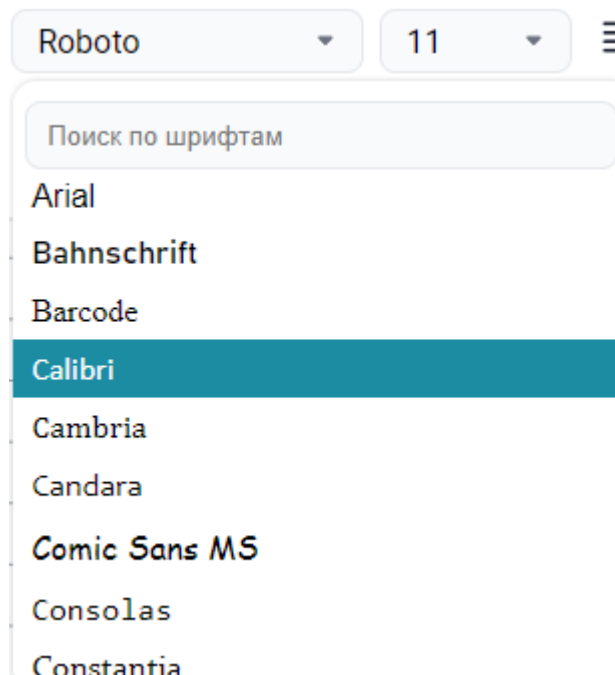 Roboto 11
Поиск по шрифтам
Arial
Bahnschrift
Barcode
Calibri
Cambria
Candara
Comic Sans MS
Consolas
Constantia